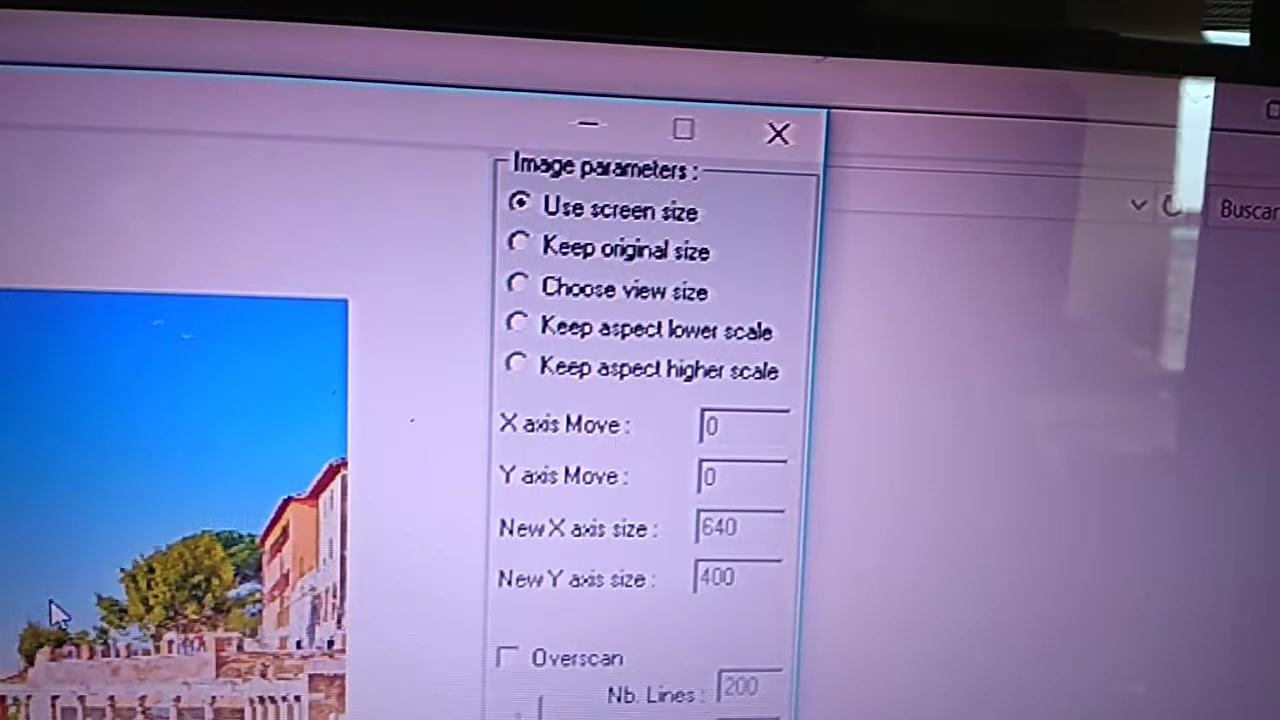 Image parameters :
Buscar
Use screen size
Keep original size
Choose view size
Keep aspect lower scale
Keep aspect higher scale
X axis Move : 0
Y axis Move : 0
New X axis size : 640
New Y axis size : 400
Overscan
Nb. Lines : 200